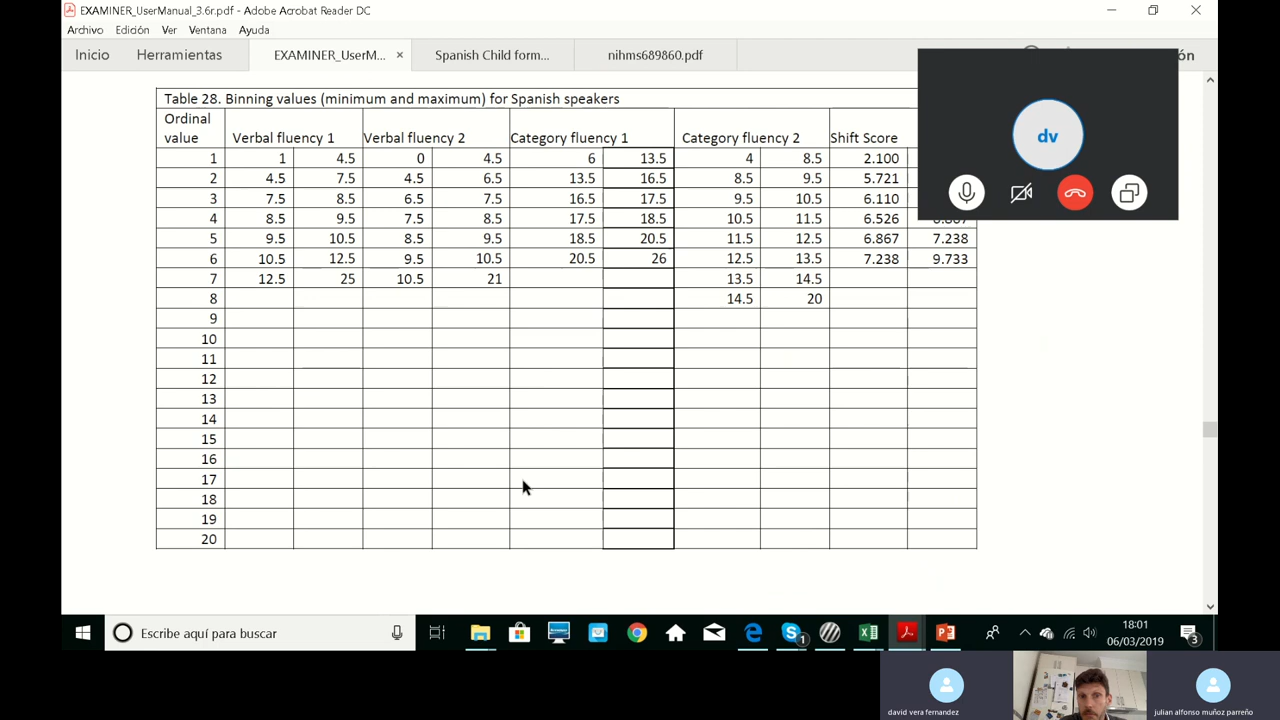 EXAMINER_UserManual_3.6r.pdf - Adobe Acrobat Reader DC
Archivo Edición Ver Ventana Ayuda
Inicio Herramientas EXAMINER_UserM... × Spanish Child form... nihms689860.pdf
Table 28. Binning values (minimum and maximum) for Spanish speakers
Ordinal value Verbal fluency 1 Verbal fluency 2 Category fluency 1 Category fluency 2 Shift Score
1 1 4.5 0 4.5 6 13.5 4 8.5 2.100
2 4.5 7.5 4.5 6.5 13.5 16.5 8.5 9.5 5.721
3 7.5 8.5 6.5 7.5 16.5 17.5 9.5 10.5 6.110
4 8.5 9.5 7.5 8.5 17.5 18.5 10.5 11.5 6.526
5 9.5 10.5 8.5 9.5 18.5 20.5 11.5 12.5 6.867 7.238
6 10.5 12.5 9.5 10.5 20.5 26 12.5 13.5 7.238 9.733
7 12.5 25 10.5 21 13.5 14.5
8 14.5 20
9
10
11
12
13
14
15
16
17
18
19
20
dv
Escribe aquí para buscar
1
18:01
06/03/2019
3
david vera fernandez
julian alfonso muñoz parreño